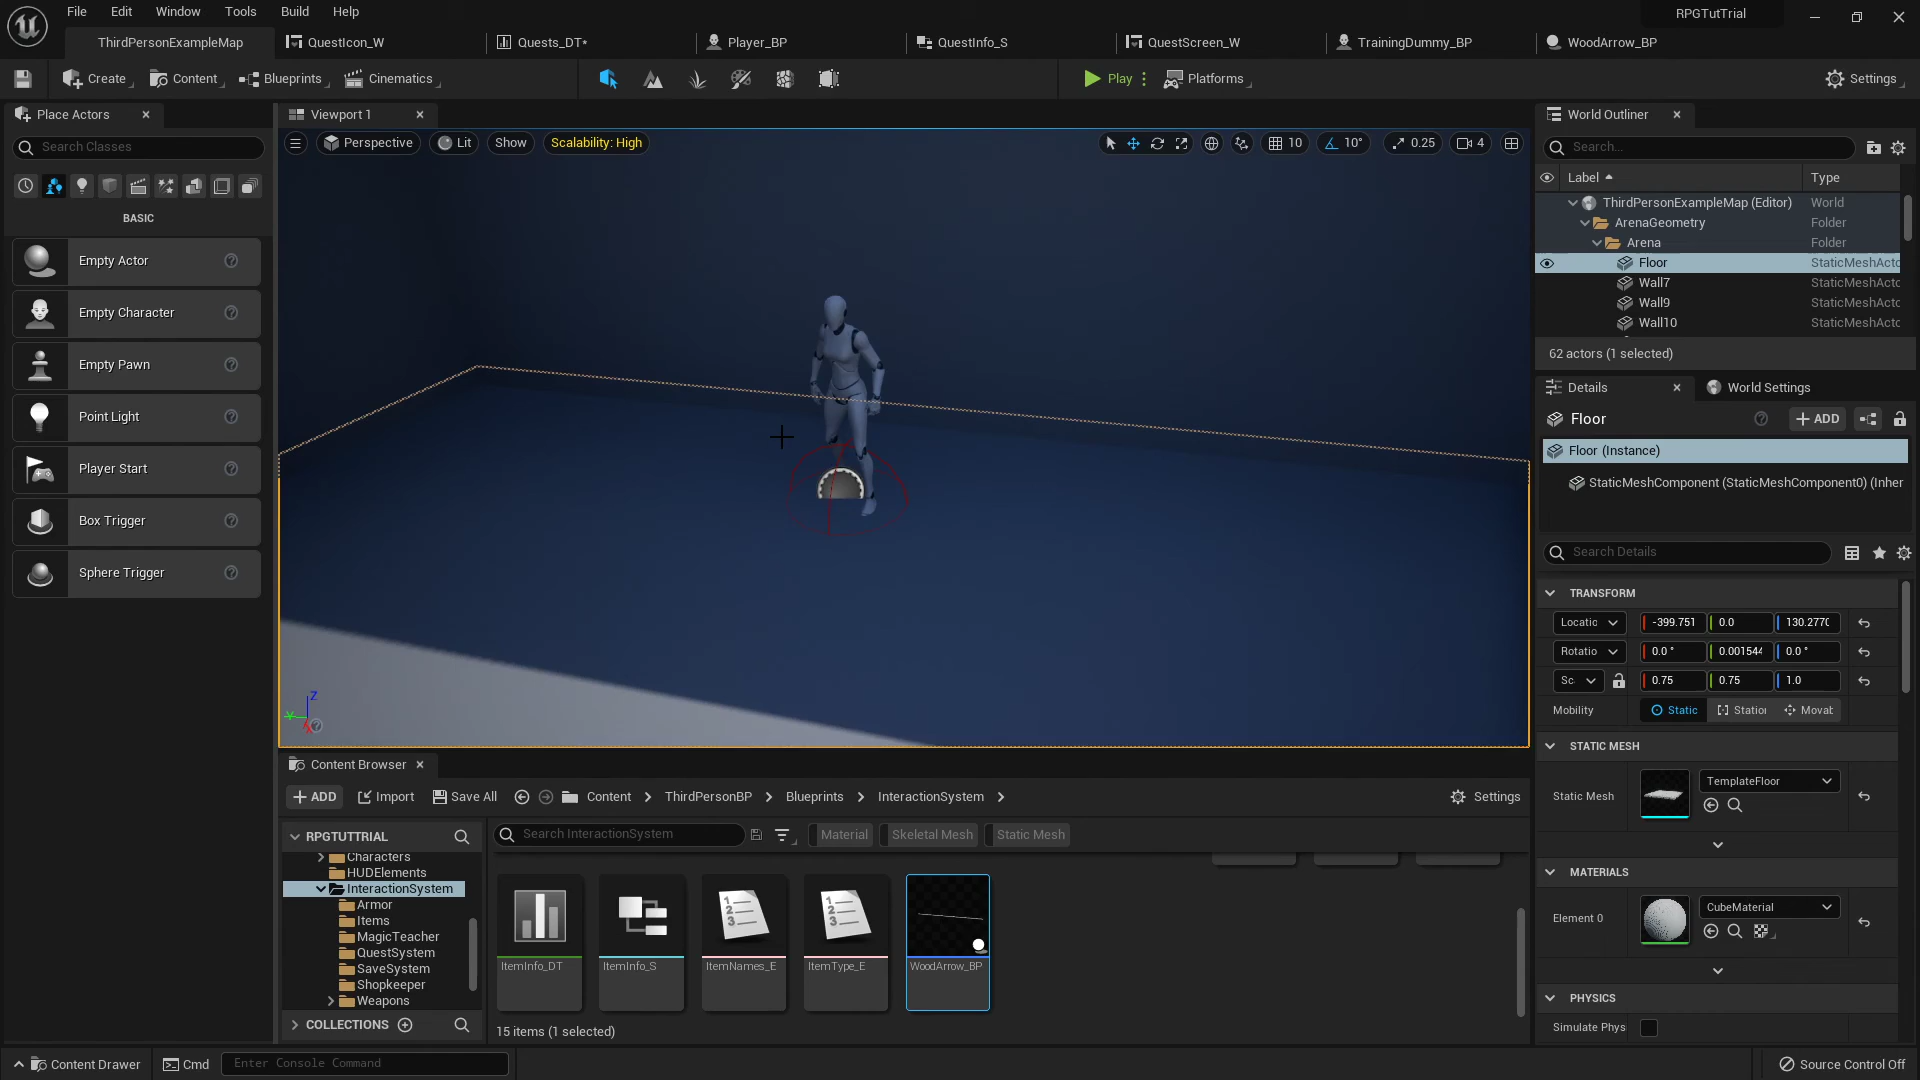 File Edit Window Tools Build Help
RPGTutTrial
ThirdPersonExampleMap QuestIcon_W Quests_DT* Player_BP QuestInfo_S QuestScreen_W TrainingDummy_BP WoodArrow_BP
Create Content Blueprints Cinematics Play Platforms Settings
Place Actors
Search Classes
BASIC
Empty Actor
Empty Character
Empty Pawn
Point Light
Player Start
Box Trigger
Sphere Trigger
Viewport 1
Perspective Lit Show Scalability: High 10 10° 0.25 4
Z
Y
X
World Outliner
Search...
Label Type
ThirdPersonExampleMap (Editor) World
ArenaGeometry Folder
Arena Folder
Floor StaticMeshActo
Wall7 StaticMeshActo
Wall9 StaticMeshActo
Wall10 StaticMeshActo
62 actors (1 selected)
Details World Settings
Floor ADD
Floor (Instance)
StaticMeshComponent (StaticMeshComponent0) (Inher
Search Details
TRANSFORM
Locatic -399.751 0.0 130.277(
Rotatio 0.0 ° 0.001544 0.0 °
Sc 0.75 0.75 1.0
Mobility Static Station Movab
STATIC MESH
Static Mesh TemplateFloor
MATERIALS
Element 0 CubeMaterial
PHYSICS
Simulate Phys
Content Browser
ADD Import Save All Content ThirdPersonBP Blueprints InteractionSystem Settings
RPGTUTTRIAL
Search InteractionSystem Material Skeletal Mesh Static Mesh
Characters
HUDElements
InteractionSystem
Armor
Items
MagicTeacher
QuestSystem
SaveSystem
Shopkeeper
Weapons
COLLECTIONS
ItemInfo_DT ItemInfo_S ItemNames_E ItemType_E WoodArrow_BP
15 items (1 selected)
Content Drawer Cmd Enter Console Command Source Control Off